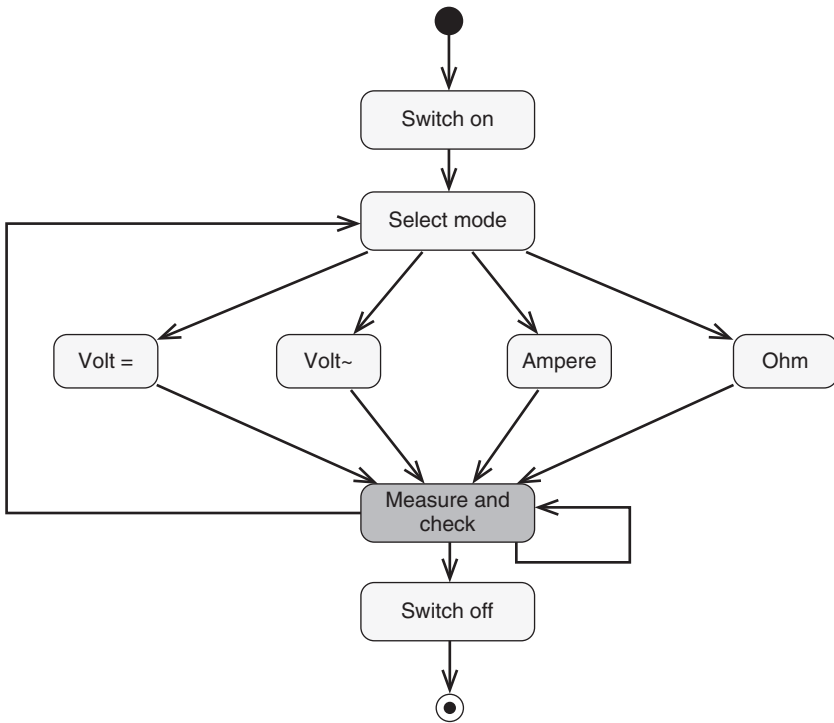 Switch on
Select mode
Volt =
Volt~
Ampere
Ohm
Measure and
check
Switch off